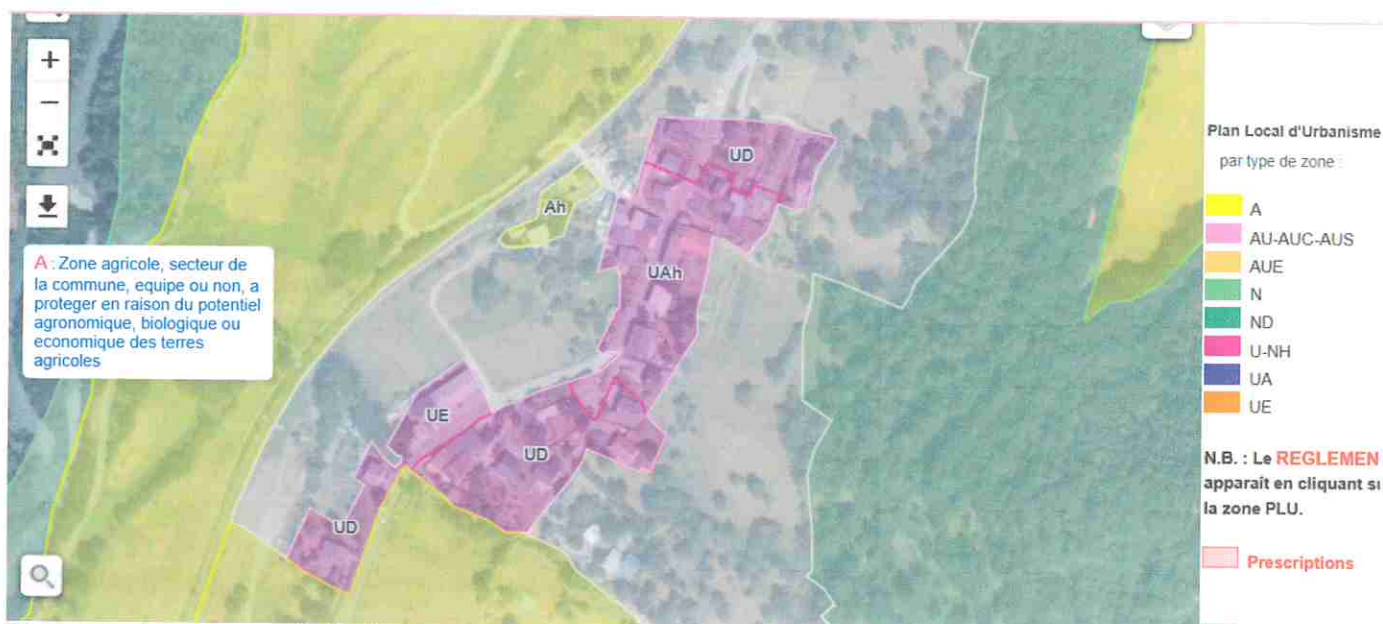 +
−
A : Zone agricole, secteur de
la commune, equipe ou non, a
proteger en raison du potentiel
agronomique, biologique ou
economique des terres
agricoles
UD
Ah
UAh
UE
UD
UD
Plan Local d'Urbanisme
par type de zone :
A
AU-AUC-AUS
AUE
N
ND
U-NH
UA
UE
N.B. : Le REGLEMEN
apparaît en cliquant su
la zone PLU.
Prescriptions